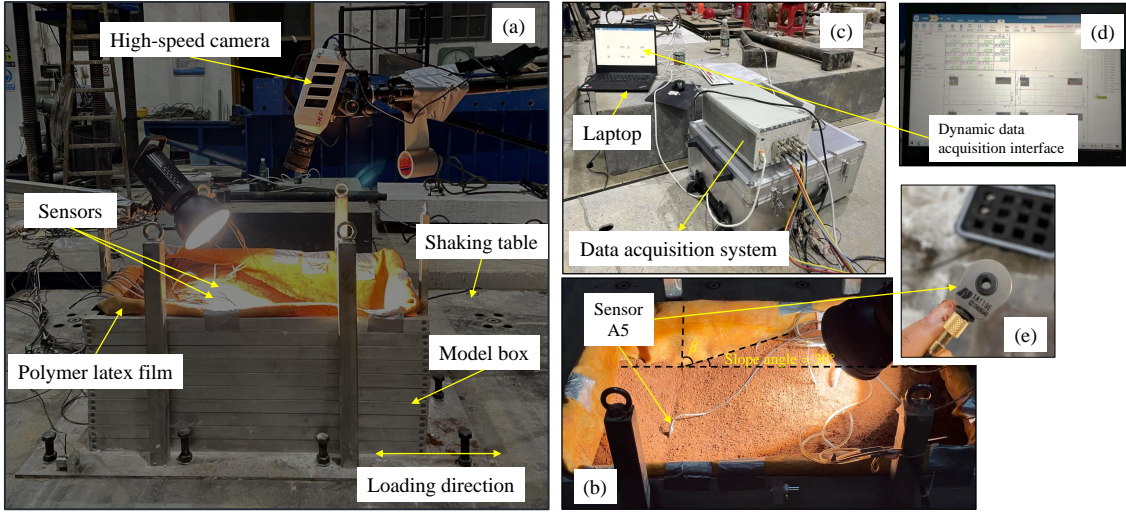 (a)
High-speed camera
Sensors
Shaking table
Polymer latex film
Model box
Loading direction
(c)
Laptop
Data acquisition system
(d)
Dynamic data
acquisition interface
Sensor
A5
β
Slope angle = 30°
(b)
(e)